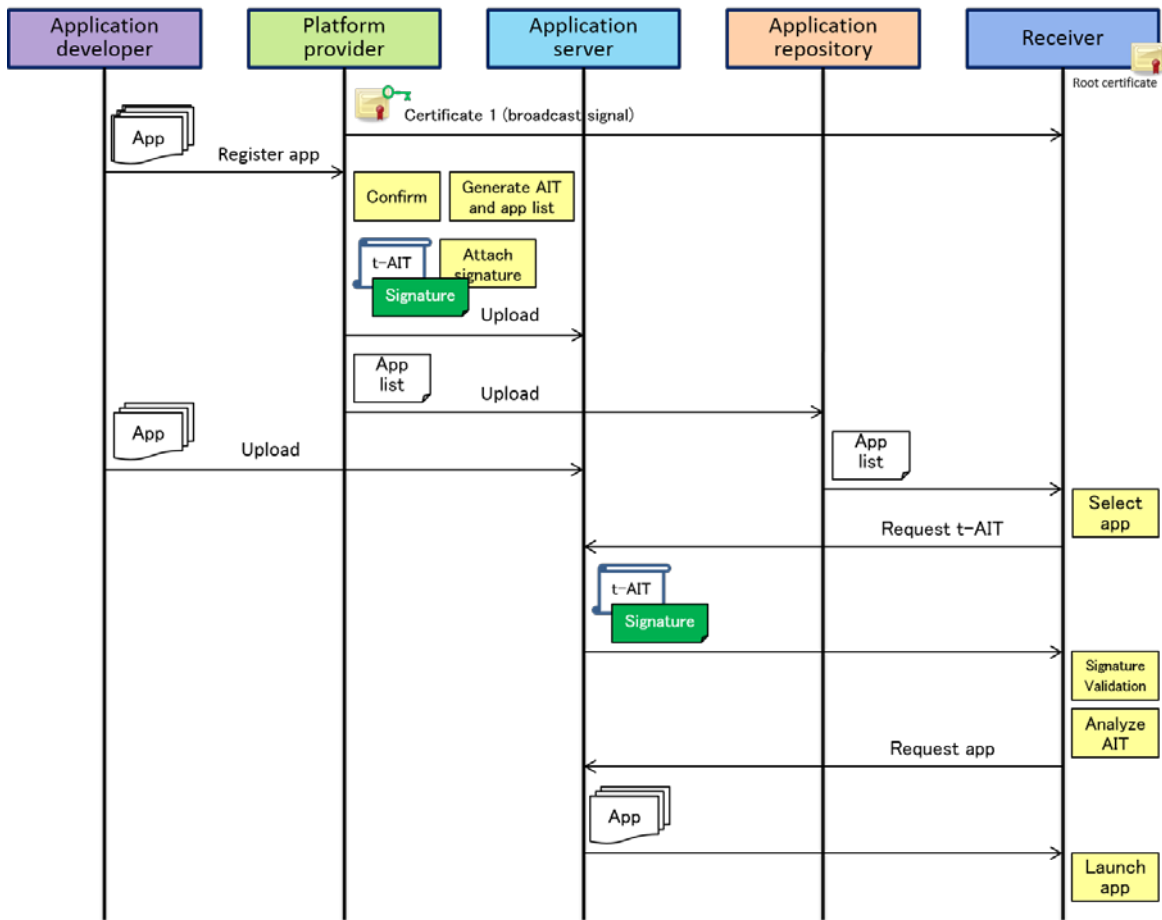 Application
developer
Platform
provider
Application
server
Application
repository
Receiver
Root certificate
Certificate 1 (broadcast signal)
App
Register app
Confirm
Generate AIT
and app list
t-AIT
Attach
signature
Signature
Upload
App
list
Upload
App
Upload
App
list
Select
app
Request t-AIT
t-AIT
Signature
Signature
Validation
Analyze
AIT
Request app
App
Launch
app